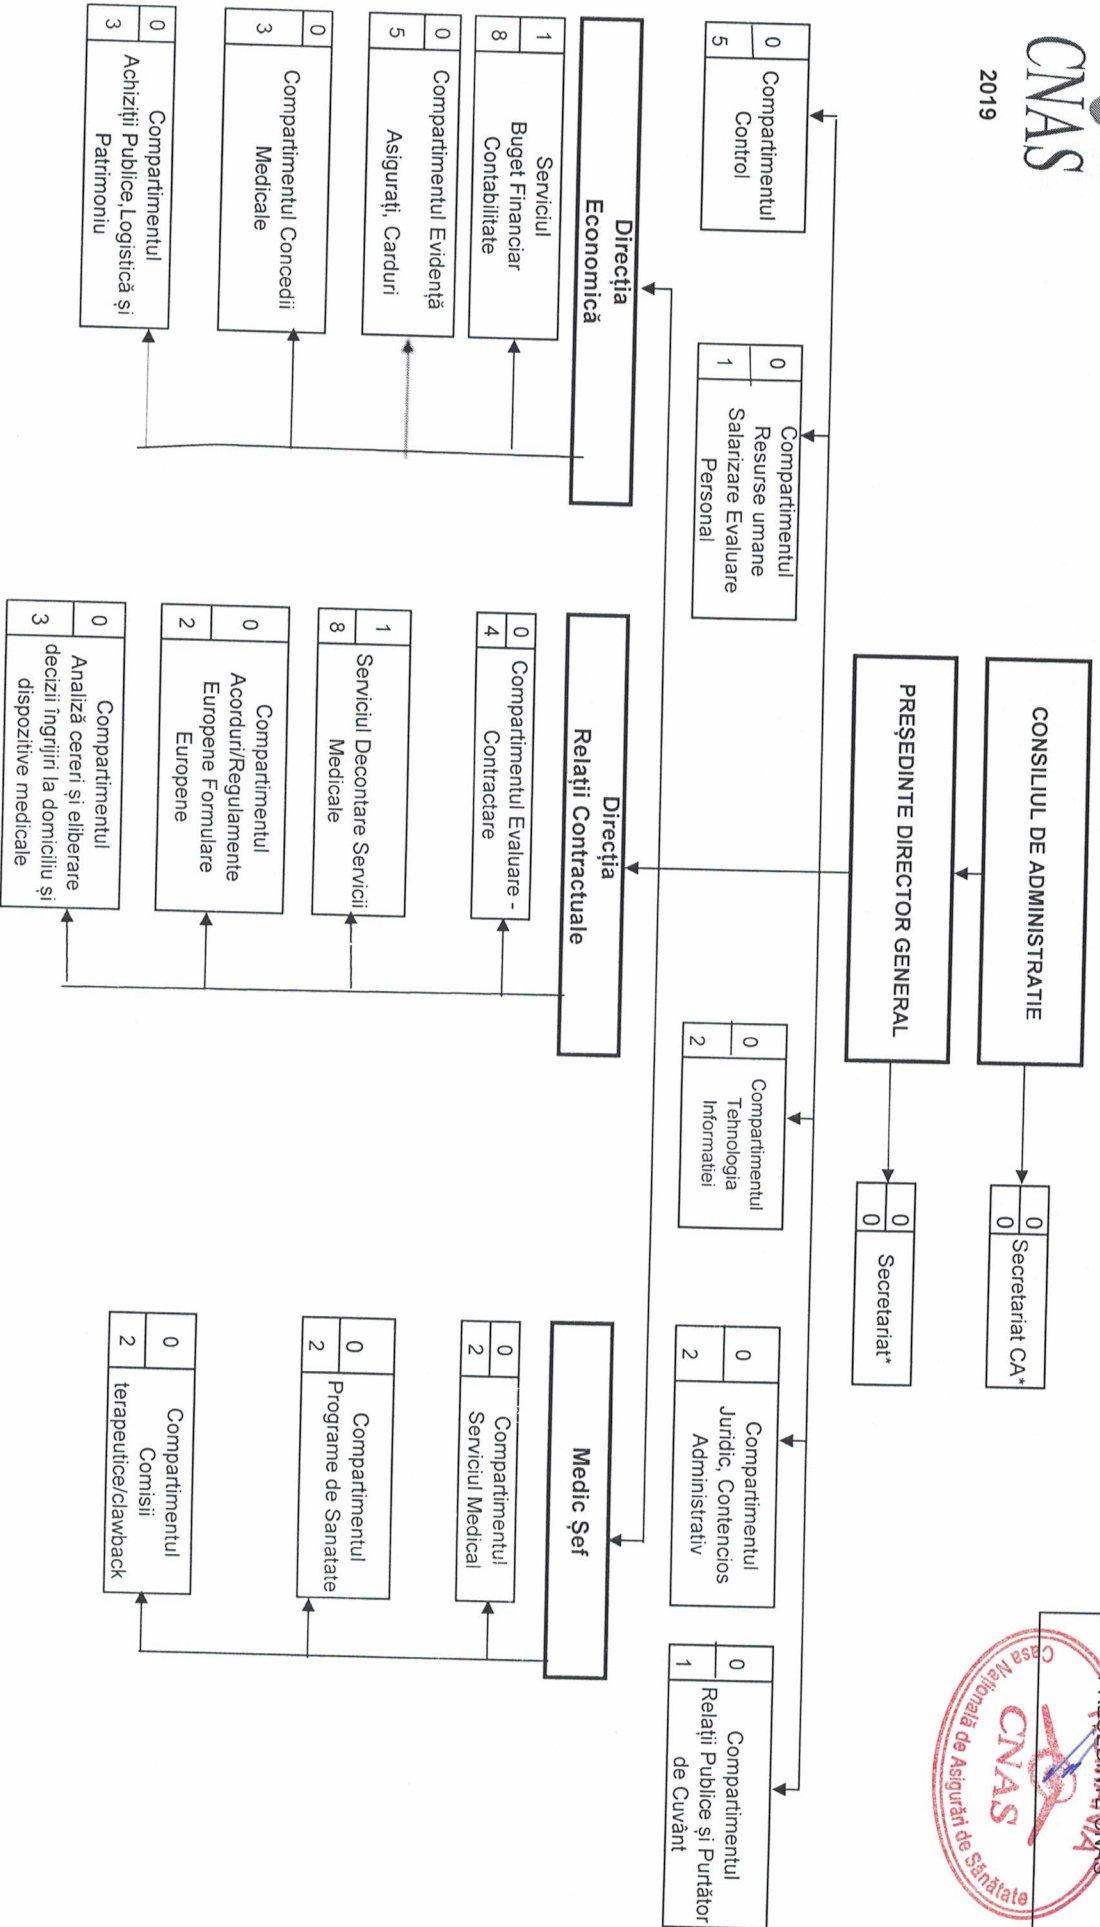 CNAS
2019
CNAS
Casa Națională de Asigurări de Sănătate
CONSILIUL DE ADMINISTRATIE
0
0
Secretariat CA*
PREȘEDINTE DIRECTOR GENERAL
0
0
Secretariat*
0
5
Compartimentul
Control
0
1
Compartimentul
Resurse umane
Salarizare Evaluare
Personal
0
2
Compartimentul
Tehnologia
Informatiei
0
2
Compartimentul
Juridic, Contencios
Administrativ
0
1
Compartimentul
Relații Publice și Purtător
de Cuvânt
Direcția
Economică
1
8
Serviciul
Buget Financiar
Contabilitate
0
5
Compartimentul Evidență
Asigurați, Carduri
0
3
Compartimentul Concedii
Medicale
0
3
Compartimentul
Achiziții Publice,Logistică și
Patrimoniu
Direcția
Relații Contractuale
0
4
Compartimentul Evaluare -
Contractare
1
8
Serviciul Decontare Servicii
Medicale
0
2
Compartimentul
Acorduri/Regulamente
Europene Formulare
Europene
0
3
Compartimentul
Analiză cereri și eliberare
decizii îngrijiri la domiciliu și
dispozitive medicale
Medic Șef
0
2
Compartimentul
Serviciul Medical
0
2
Compartimentul
Programe de Sanatate
0
2
Compartimentul
Comisii
terapeutice/clawback